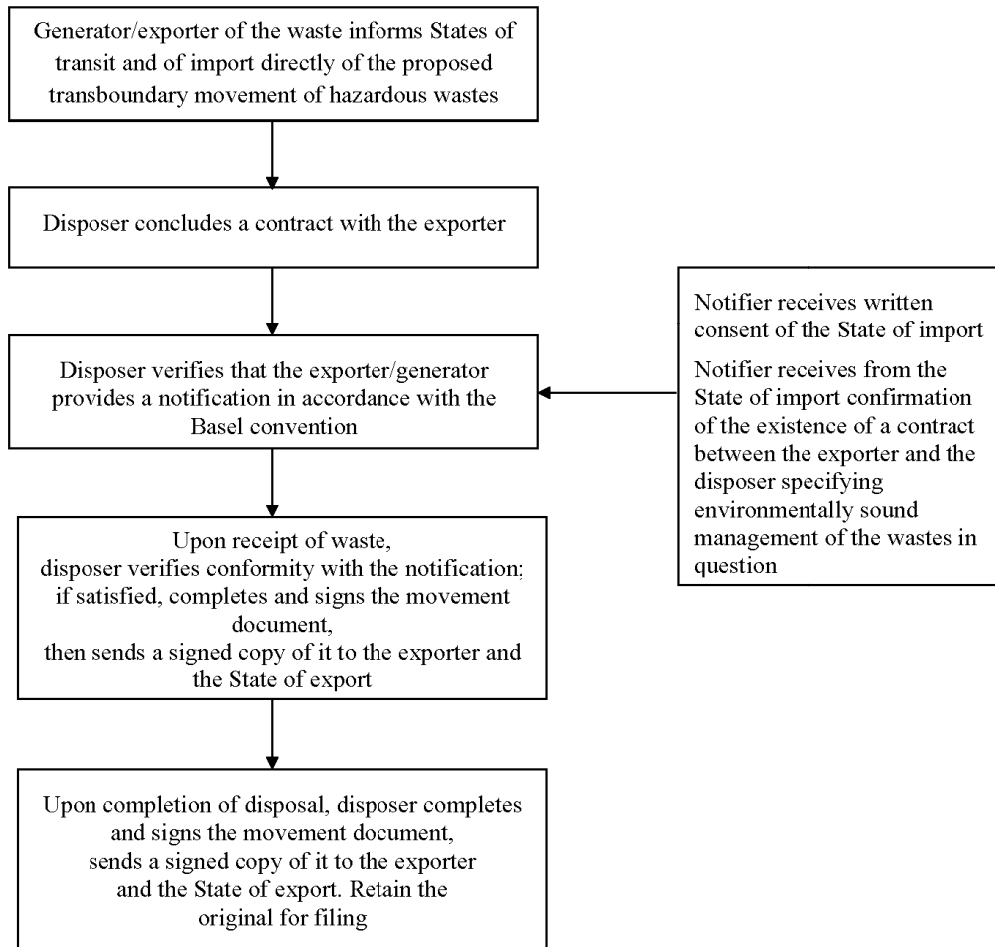 Generator/exporter of the waste informs States of
transit and of import directly of the proposed
transboundary movement of hazardous wastes
Disposer concludes a contract with the exporter
Disposer verifies that the exporter/generator
provides a notification in accordance with the
Basel convention
Notifier receives written
consent of the State of import
Notifier receives from the
State of import confirmation
of the existence of a contract
between the exporter and the
disposer specifying
environmentally sound
management of the wastes in
question
Upon receipt of waste,
disposer verifies conformity with the notification;
if satisfied, completes and signs the movement
document,
then sends a signed copy of it to the exporter and
the State of export
Upon completion of disposal, disposer completes
and signs the movement document,
sends a signed copy of it to the exporter
and the State of export. Retain the
original for filing